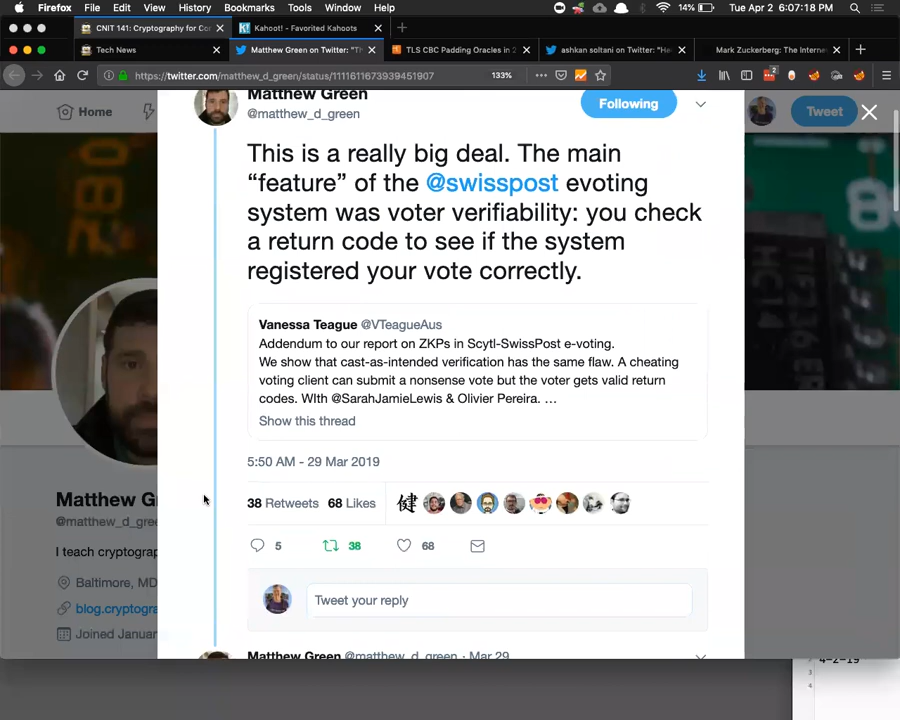 Firefox File Edit View History Bookmarks Tools Window Help 14% Tue Apr 2 6:07:18 PM
CNIT 141: Cryptography for Co Kahoot! - Favorited Kahoots
Tech News Matthew Green on Twitter: "Th TLS CBC Padding Oracles in 2 ashkan soltani on Twitter: "He Mark Zuckerberg: The Interne
https://twitter.com/matthew_d_green/status/1111611673939451907 133%
Home
Tweet
Matthew Green
@matthew_d_green
Following
This is a really big deal. The main
“feature” of the @swisspost evoting
system was voter verifiability: you check
a return code to see if the system
registered your vote correctly.
Vanessa Teague @VTeagueAus
Addendum to our report on ZKPs in Scytl-SwissPost e-voting.
We show that cast-as-intended verification has the same flaw. A cheating
voting client can submit a nonsense vote but the voter gets valid return
codes. WIth @SarahJamieLewis & Olivier Pereira. …
Show this thread
5:50 AM - 29 Mar 2019
38 Retweets 68 Likes
健
5 38 68
Tweet your reply
Matthew Green @matthew_d_green · Mar 29
Matthew G
@matthew_d_gree
I teach cryptograp
Baltimore, MD
blog.cryptogra
Joined Januar
4-2-19
3
4